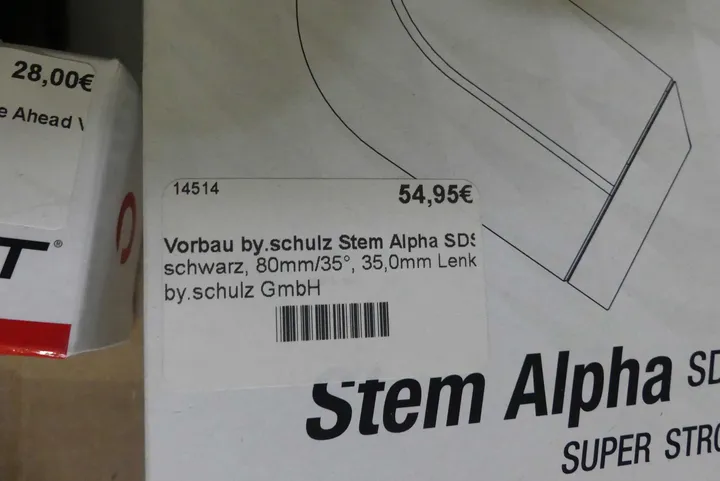 28,00€
e Ahead
T®
14514
54,95€
Vorbau by.schulz Stem Alpha SDS
schwarz, 80mm/35°, 35,0mm Lenk
by.schulz GmbH
Stem Alpha SD
SUPER STRO